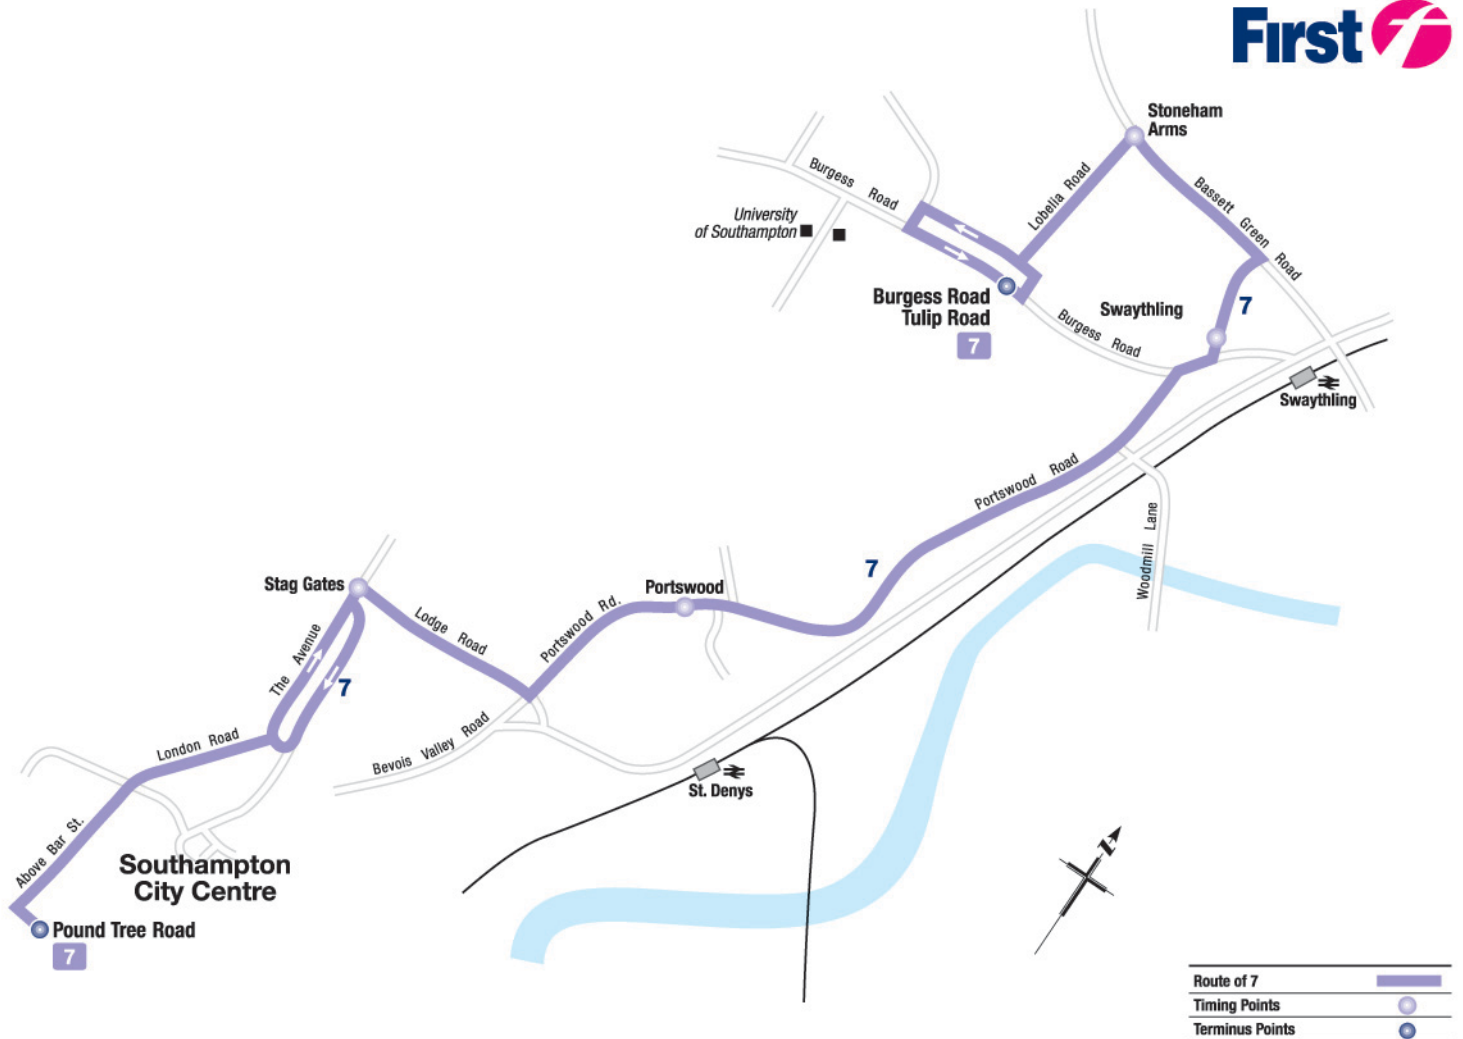 First
Stoneham
Arms
Burgess Road
Lobelia Road
Bassett Green Road
University
of Southampton
Burgess Road
Tulip Road
7
Swaythling
7
Burgess Road
Swaythling
Portswood Road
Woodmill Lane
7
Stag Gates
Portswood
Lodge Road
Portswood Rd.
The Avenue
7
London Road
Bevois Valley Road
St. Denys
Above Bar St.
Southampton
City Centre
Pound Tree Road
7
N
Route of 7
Timing Points
Terminus Points